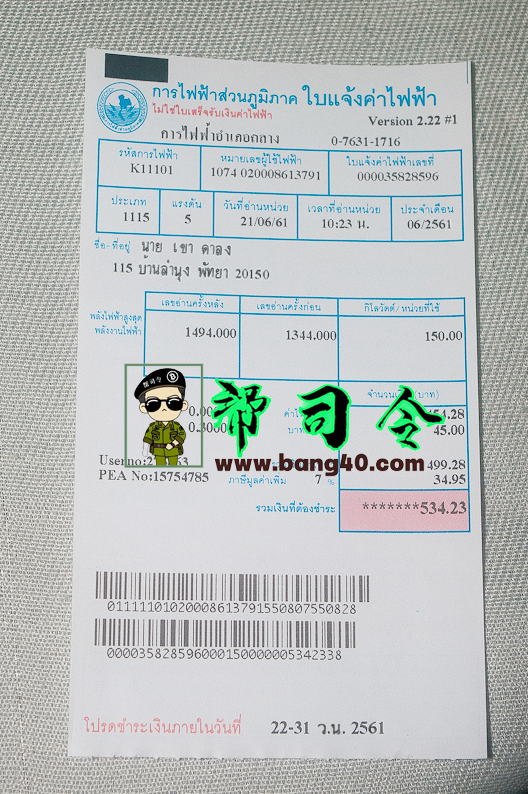 การไฟฟ้าส่วนภูมิภาค ใบแจ้งค่าไฟฟ้า
ไม่ใช่ใบเสร็จรับเงินค่าไฟฟ้า
Version 2.22 #1
การไฟฟ้าอำเภอถลาง 0-7631-1716
รหัสการไฟฟ้า หมายเลขผู้ใช้ไฟฟ้า ใบแจ้งค่าไฟฟ้าเลขที่
K11101 1074 020008613791 000035828596
ประเภท แรงดัน วันที่อ่านหน่วย เวลาที่อ่านหน่วย ประจำเดือน
1115 5 21/06/61 10:23 น. 06/2561
ชื่อ-ที่อยู่ นาย เขา คาลง
115 บ้านลำนุง พัทยา 20150
เลขอ่านครั้งหลัง เลขอ่านครั้งก่อน กิโลวัตต์/หน่วยที่ใช้
พลังไฟฟ้าสูงสุด
พลังงานไฟฟ้า
1494.000 1344.000 150.00
จำนวนเงิน (บาท)
45.00
帮司令
www.bang40.com
499.28
PEA No:15754785 ภาษีมูลค่าเพิ่ม 7 % 34.95
รวมเงินที่ต้องชำระ *******534.23
011111010200086137915508075508​28
0000358285960001500000005342338
โปรดชำระเงินภายในวันที่ 22-31 ว.น. 2561